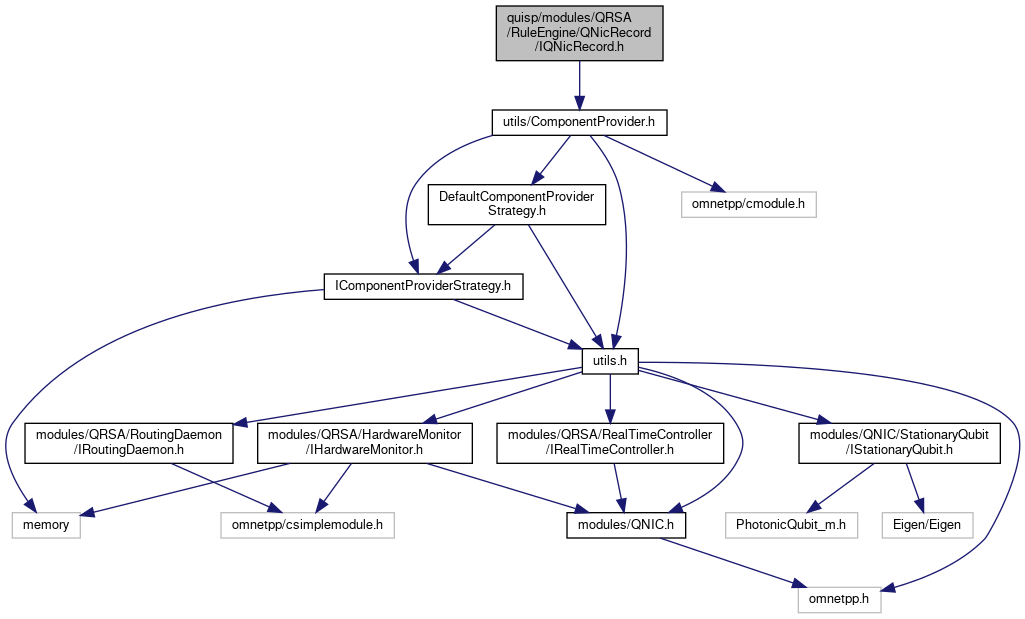 quisp/modules/QRSA
/RuleEngine/QNicRecord
/IQNicRecord.h
utils/ComponentProvider.h
DefaultComponentProvider
Strategy.h
omnetpp/cmodule.h
IComponentProviderStrategy.h
utils.h
modules/QRSA/RoutingDaemon
/IRoutingDaemon.h
modules/QRSA/HardwareMonitor
/IHardwareMonitor.h
modules/QRSA/RealTimeController
/IRealTimeController.h
modules/QNIC/StationaryQubit
/IStationaryQubit.h
memory
omnetpp/csimplemodule.h
modules/QNIC.h
PhotonicQubit_m.h
Eigen/Eigen
omnetpp.h